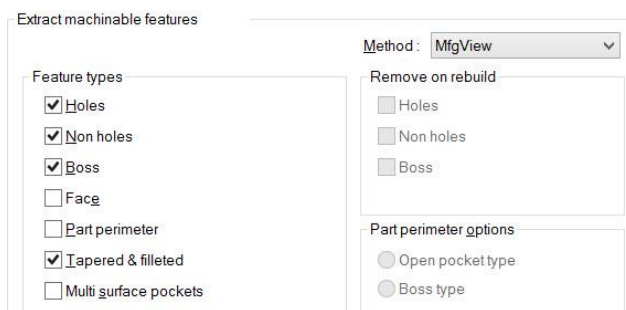 Extract machinable features
Method : MfgView
Feature types
Holes
Non holes
Boss
Face
Part perimeter
Tapered & filleted
Multi surface pockets
Remove on rebuild
Holes
Non holes
Boss
Part perimeter options
Open pocket type
Boss type